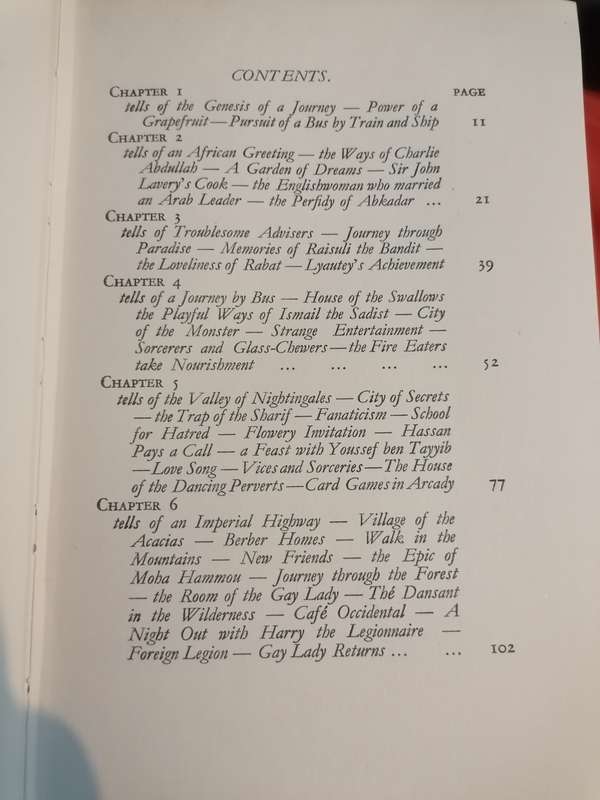 CONTENTS.
CHAPTER 1 PAGE
tells of the Genesis of a Journey — Power of a
Grapefruit—Pursuit of a Bus by Train and Ship 11
CHAPTER 2
tells of an African Greeting — the Ways of Charlie
Abdullah — A Garden of Dreams — Sir John
Lavery's Cook — the Englishwoman who married
an Arab Leader — the Perfidy of Abkadar ... 21
CHAPTER 3
tells of Troublesome Advisers — Journey through
Paradise — Memories of Raisuli the Bandit —
the Loveliness of Rabat — Lyautey's Achievement 39
CHAPTER 4
tells of a Journey by Bus — House of the Swallows
the Playful Ways of Ismail the Sadist — City
of the Monster — Strange Entertainment —
Sorcerers and Glass-Chewers—the Fire Eaters
take Nourishment ... ... ... ... 52
CHAPTER 5
tells of the Valley of Nightingales — City of Secrets
— the Trap of the Sharif — Fanaticism — School
for Hatred — Flowery Invitation — Hassan
Pays a Call — a Feast with Youssef ben Tayyib
—Love Song — Vices and Sorceries—The House
of the Dancing Perverts—Card Games in Arcady 77
CHAPTER 6
tells of an Imperial Highway — Village of the
Acacias — Berber Homes — Walk in the
Mountains — New Friends — the Epic of
Moha Hammou — Journey through the Forest
— the Room of the Gay Lady — Thé Dansant
in the Wilderness — Café Occidental — A
Night Out with Harry the Legionnaire —
Foreign Legion — Gay Lady Returns ... ... 102